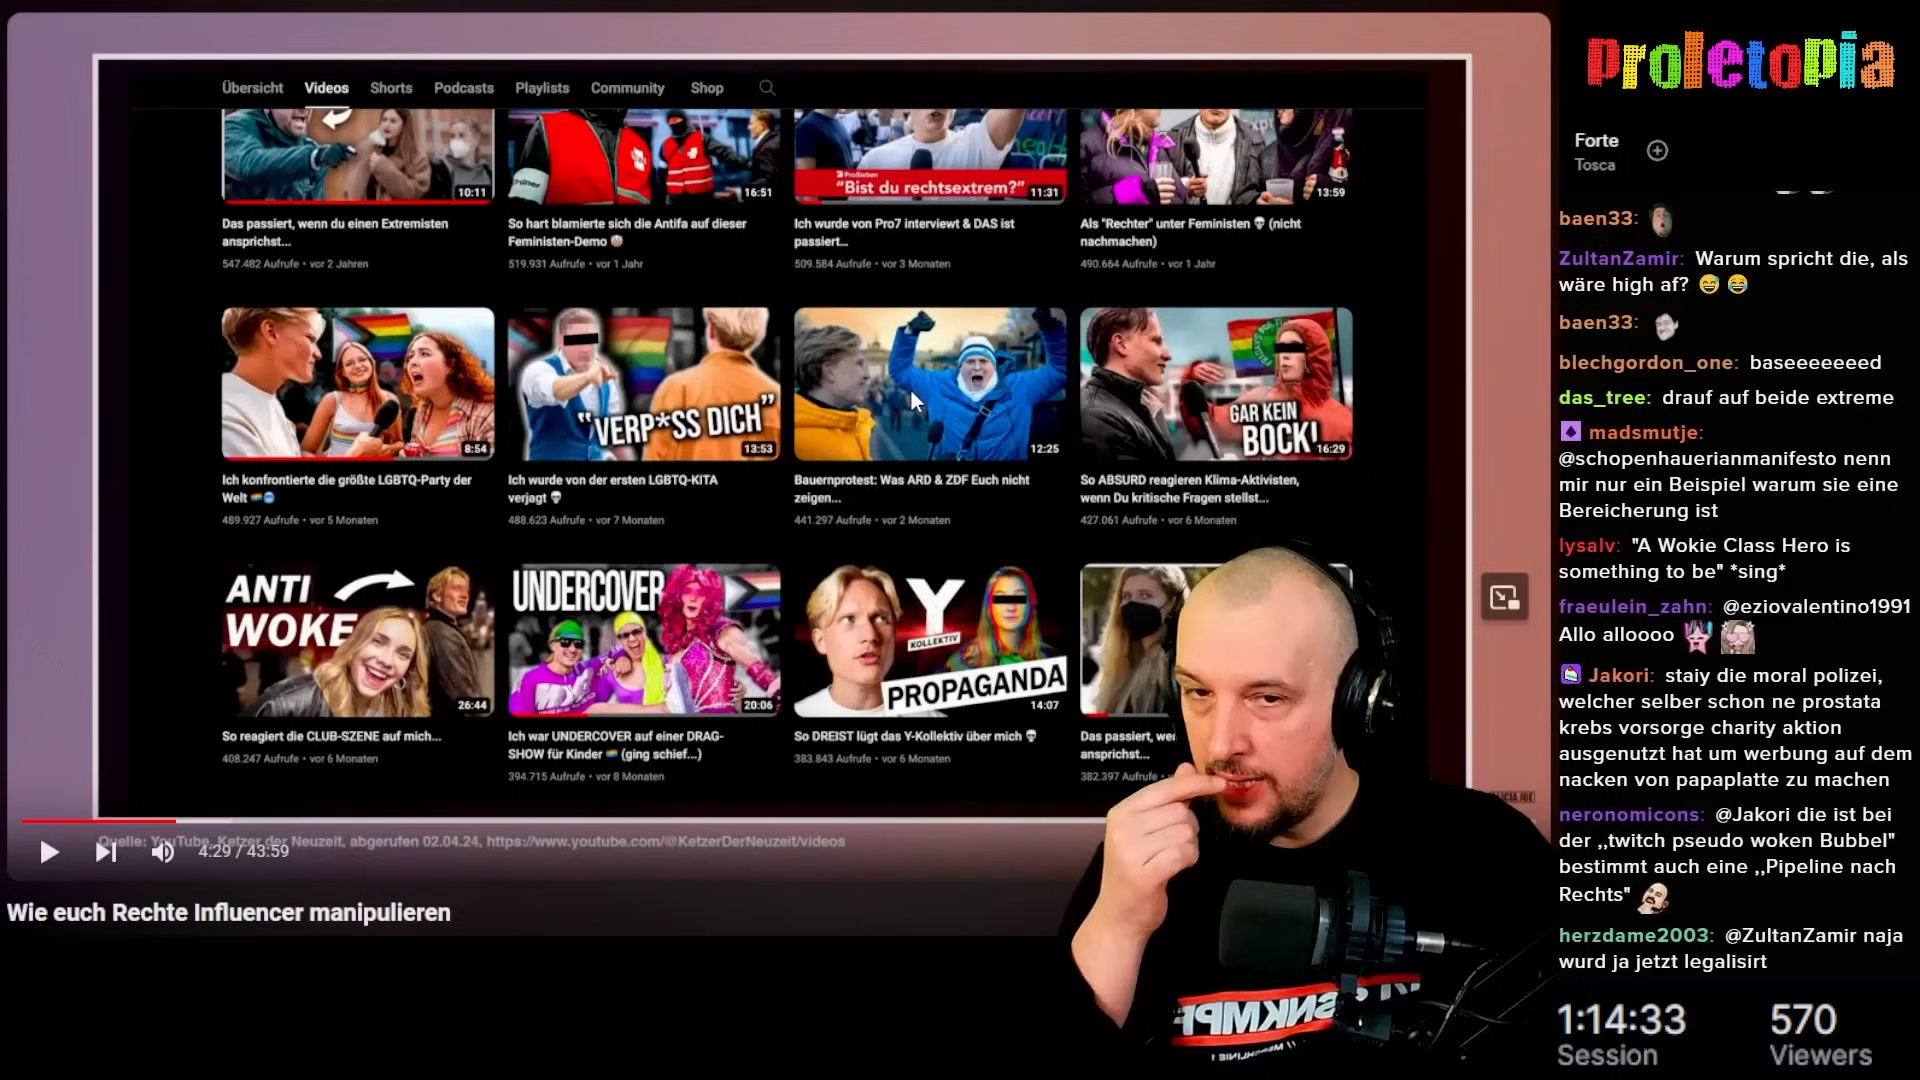 Übersicht Videos Shorts Podcasts Playlists Community Shop
Ordner
10:11
16:51
ProSieben
"Bist du rechtsextrem?" 11:31
13:59
Das passiert, wenn du einen Extremisten
ansprichst...
547.482 Aufrufe • vor 2 Jahren
So hart blamierte sich die Antifa auf dieser
Feministen-Demo
519.931 Aufrufe • vor 1 Jahr
Ich wurde von Pro7 interviewt & DAS ist
passiert...
509.584 Aufrufe • vor 3 Monaten
Als "Rechter" unter Feministen 💀 (nicht
nachmachen)
490.664 Aufrufe • vor 1 Jahr
8:54
"VERP*SS DICH"
13:53
12:25
GAR KEIN
BOCK!
16:29
Ich konfrontierte die größte LGBTQ-Party der
Welt
489.927 Aufrufe • vor 5 Monaten
Ich wurde von der ersten LGBTQ-KITA
verjagt 💀
488.623 Aufrufe • vor 7 Monaten
Bauernprotest: Was ARD & ZDF Euch nicht
zeigen...
441.297 Aufrufe • vor 2 Monaten
So ABSURD reagieren Klima-Aktivisten,
wenn Du kritische Fragen stellst...
427.061 Aufrufe • vor 6 Monaten
ANTI
WOKE
26:44
UNDERCOVER
20:06
Y
KOLLEKTIV
PROPAGANDA
14:07
So reagiert die CLUB-SZENE auf mich...
408.247 Aufrufe • vor 6 Monaten
Ich war UNDERCOVER auf einer DRAG-
SHOW für Kinder (ging schief...)
394.715 Aufrufe • vor 8 Monaten
So DREIST lügt das Y-Kollektiv über mich 💀
383.843 Aufrufe • vor 6 Monaten
Das passiert,
ansprichst...
382.397 Aufrufe
Quelle: YouTube, Ketzer der Neuzeit, abgerufen 02.04.24, https://www.youtube.com/@KetzerDerNeuzeit/videos
4:29 / 43:59
Wie euch Rechte Influencer manipulieren
Proletopia
Forte
Tosca
baen33:
ZultanZamir: Warum spricht die, als
wäre high af? 😅 😂
baen33:
blechgordon_one: baseeeeeeed
das_tree: drauf auf beide extreme
madsmutje:
@schopenhauerianmanifesto nenn
mir nur ein Beispiel warum sie eine
Bereicherung ist
lysalv: "A Wokie Class Hero is
something to be" *sing*
fraeulein_zahn: @eziovalentino1991
Allo alloooo
Jakori: staiy die moral polizei,
welcher selber schon ne prostata
krebs vorsorge charity aktion
ausgenutzt hat um werbung auf dem
nacken von papaplatte zu machen
neronomicons: @Jakori die ist bei
der ,,twitch pseudo woken Bubbel"
bestimmt auch eine ,,Pipeline nach
Rechts"
herzdame2003: @ZultanZamir naja
wurd ja jetzt legalisirt
1:14:33
Session
570
Viewers